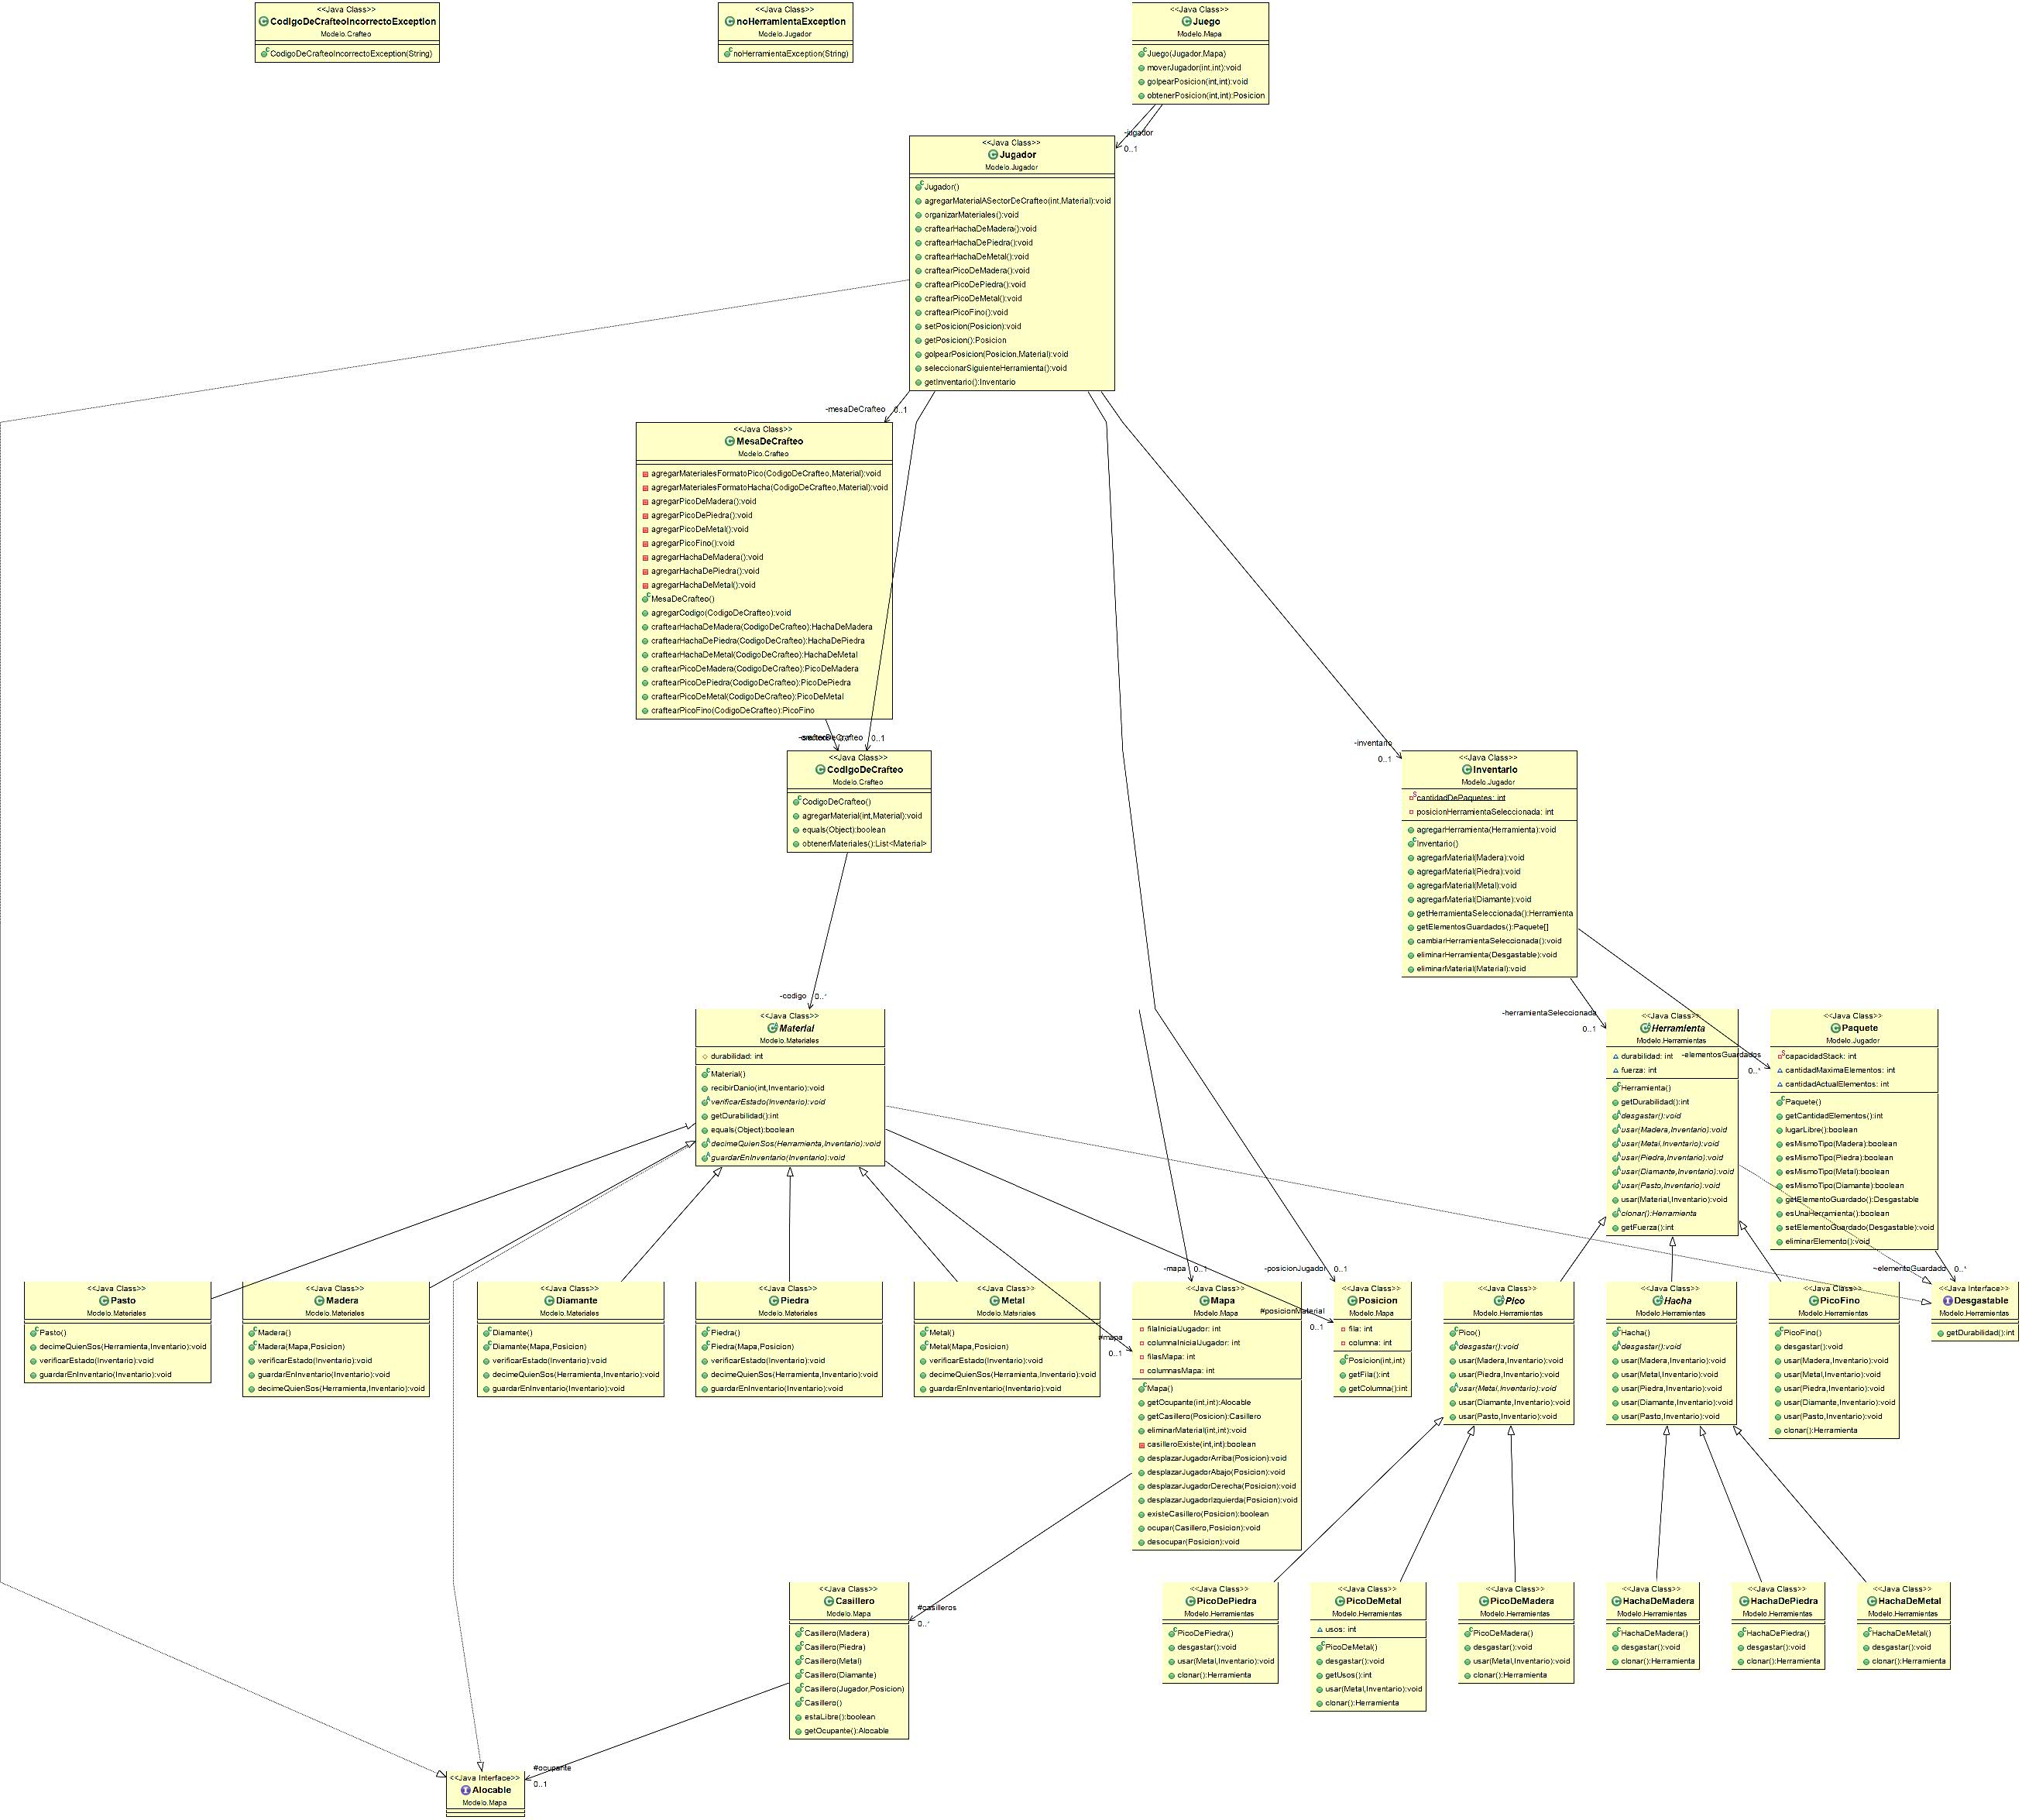 <<Java Class>>
CodigoDeCrafteoIncorrectoException
Modelo.Crafteo
CodigoDeCrafteoIncorrectoException(String)
<<Java Class>>
noHerramientaException
Modelo.Jugador
noHerramientaException(String)
<<Java Class>>
Juego
Modelo.Mapa
Juego(Jugador,Mapa)
moverJugador(int,int):void
golpearPosicion(int,int):void
obtenerPosicion(int,int):Posicion
-jugador
0..1
<<Java Class>>
Jugador
Modelo.Jugador
Jugador()
agregarMaterialASectorDeCrafteo(int,Material):void
organizarMateriales():void
craftearHachaDeMadera():void
craftearHachaDePiedra():void
craftearHachaDeMetal():void
craftearPicoDeMadera():void
craftearPicoDePiedra():void
craftearPicoDeMetal():void
craftearPicoFino():void
setPosicion(Posicion):void
getPosicion():Posicion
golpearPosicion(Posicion,Material):void
seleccionarSiguienteHerramienta():void
getInventario():Inventario
-mesaDeCrafteo
0..1
<<Java Class>>
MesaDeCrafteo
Modelo.Crafteo
agregarMaterialesFormatoPico(CodigoDeCrafteo,Material):void
agregarMaterialesFormatoHacha(CodigoDeCrafteo,Material):void
agregarPicoDeMadera():void
agregarPicoDePiedra():void
agregarPicoDeMetal():void
agregarPicoFino():void
agregarHachaDeMadera():void
agregarHachaDePiedra():void
agregarHachaDeMetal():void
MesaDeCrafteo()
agregarCodigo(CodigoDeCrafteo):void
craftearHachaDeMadera(CodigoDeCrafteo):HachaDeMadera
craftearHachaDePiedra(CodigoDeCrafteo):HachaDePiedra
craftearHachaDeMetal(CodigoDeCrafteo):HachaDeMetal
craftearPicoDeMadera(CodigoDeCrafteo):PicoDeMadera
craftearPicoDePiedra(CodigoDeCrafteo):PicoDePiedra
craftearPicoDeMetal(CodigoDeCrafteo):PicoDeMetal
craftearPicoFino(CodigoDeCrafteo):PicoFino
0..1
<<Java Class>>
CodigoDeCrafteo
Modelo.Crafteo
CodigoDeCrafteo()
agregarMaterial(int,Material):void
equals(Object):boolean
obtenerMateriales():List<Material>
-inventario
0..1
<<Java Class>>
Inventario
Modelo.Jugador
cantidadDePaquetes: int
posicionHerramientaSeleccionada: int
agregarHerramienta(Herramienta):void
Inventario()
agregarMaterial(Madera):void
agregarMaterial(Piedra):void
agregarMaterial(Metal):void
agregarMaterial(Diamante):void
getHerramientaSeleccionada():Herramienta
getElementosGuardados():Paquete[]
cambiarHerramientaSeleccionada():void
eliminarHerramienta(Desgastable):void
eliminarMaterial(Material):void
-codigo
0..*
<<Java Class>>
Material
Modelo.Materiales
durabilidad: int
Material()
recibirDanio(int,Inventario):void
verificarEstado(Inventario):void
getDurabilidad():int
equals(Object):boolean
decimeQuienSos(Herramienta,Inventario):void
guardarEnInventario(Inventario):void
-herramientaSeleccionada
0..1
<<Java Class>>
Herramienta
Modelo.Herramientas
durabilidad: int
fuerza: int
Herramienta()
getDurabilidad():int
desgastar():void
usar(Madera,Inventario):void
usar(Metal,Inventario):void
usar(Piedra,Inventario):void
usar(Diamante,Inventario):void
usar(Pasto,Inventario):void
usar(Material,Inventario):void
clonar():Herramienta
getFuerza():int
-elementosGuardados
0..*
<<Java Class>>
Paquete
Modelo.Jugador
capacidadStack: int
cantidadMaximaElementos: int
cantidadActualElementos: int
Paquete()
getCantidadElementos():int
lugarLibre():boolean
esMismoTipo(Madera):boolean
esMismoTipo(Piedra):boolean
esMismoTipo(Metal):boolean
esMismoTipo(Diamante):boolean
getElementoGuardado():Desgastable
esUnaHerramienta():boolean
setElementoGuardado(Desgastable):void
eliminarElemento():void
<<Java Class>>
Pasto
Modelo.Materiales
Pasto()
decimeQuienSos(Herramienta,Inventario):void
verificarEstado(Inventario):void
guardarEnInventario(Inventario):void
<<Java Class>>
Madera
Modelo.Materiales
Madera()
Madera(Mapa,Posicion)
verificarEstado(Inventario):void
guardarEnInventario(Inventario):void
decimeQuienSos(Herramienta,Inventario):void
<<Java Class>>
Diamante
Modelo.Materiales
Diamante()
Diamante(Mapa,Posicion)
verificarEstado(Inventario):void
decimeQuienSos(Herramienta,Inventario):void
guardarEnInventario(Inventario):void
<<Java Class>>
Piedra
Modelo.Materiales
Piedra()
Piedra(Mapa,Posicion)
verificarEstado(Inventario):void
decimeQuienSos(Herramienta,Inventario):void
guardarEnInventario(Inventario):void
<<Java Class>>
Metal
Modelo.Materiales
Metal()
Metal(Mapa,Posicion)
verificarEstado(Inventario):void
decimeQuienSos(Herramienta,Inventario):void
guardarEnInventario(Inventario):void
-mapa
0..1
#mapa
0..1
<<Java Class>>
Mapa
Modelo.Mapa
filaInicialJugador: int
columnaInicialJugador: int
filasMapa: int
columnasMapa: int
Mapa()
getOcupante(int,int):Alocable
getCasillero(Posicion):Casillero
eliminarMaterial(int,int):void
casilleroExiste(int,int):boolean
desplazarJugadorArriba(Posicion):void
desplazarJugadorAbajo(Posicion):void
desplazarJugadorDerecha(Posicion):void
desplazarJugadorIzquierda(Posicion):void
existeCasillero(Posicion):boolean
ocupar(Casillero,Posicion):void
desocupar(Posicion):void
-posicionJugador
0..1
#posicionMaterial
0..1
<<Java Class>>
Posicion
Modelo.Mapa
fila: int
columna: int
Posicion(int,int)
getFila():int
getColumna():int
<<Java Class>>
Pico
Modelo.Herramientas
Pico()
desgastar():void
usar(Madera,Inventario):void
usar(Piedra,Inventario):void
usar(Metal,Inventario):void
usar(Diamante,Inventario):void
usar(Pasto,Inventario):void
<<Java Class>>
Hacha
Modelo.Herramientas
Hacha()
desgastar():void
usar(Madera,Inventario):void
usar(Metal,Inventario):void
usar(Piedra,Inventario):void
usar(Diamante,Inventario):void
usar(Pasto,Inventario):void
<<Java Class>>
PicoFino
Modelo.Herramientas
PicoFino()
desgastar():void
usar(Madera,Inventario):void
usar(Metal,Inventario):void
usar(Piedra,Inventario):void
usar(Diamante,Inventario):void
usar(Pasto,Inventario):void
clonar():Herramienta
~elementoGuardado
0..*
<<Java Interface>>
Desgastable
Modelo.Herramientas
getDurabilidad():int
#casilleros
0..*
<<Java Class>>
Casillero
Modelo.Mapa
Casillero(Madera)
Casillero(Piedra)
Casillero(Metal)
Casillero(Diamante)
Casillero(Jugador,Posicion)
Casillero()
estaLibre():boolean
getOcupante():Alocable
<<Java Class>>
PicoDePiedra
Modelo.Herramientas
PicoDePiedra()
desgastar():void
usar(Metal,Inventario):void
clonar():Herramienta
<<Java Class>>
PicoDeMetal
Modelo.Herramientas
usos: int
PicoDeMetal()
desgastar():void
getUsos():int
usar(Metal,Inventario):void
clonar():Herramienta
<<Java Class>>
PicoDeMadera
Modelo.Herramientas
PicoDeMadera()
desgastar():void
usar(Metal,Inventario):void
clonar():Herramienta
<<Java Class>>
HachaDeMadera
Modelo.Herramientas
HachaDeMadera()
desgastar():void
clonar():Herramienta
<<Java Class>>
HachaDePiedra
Modelo.Herramientas
HachaDePiedra()
desgastar():void
clonar():Herramienta
<<Java Class>>
HachaDeMetal
Modelo.Herramientas
HachaDeMetal()
desgastar():void
clonar():Herramienta
#ocupante
0..1
<<Java Interface>>
Alocable
Modelo.Mapa